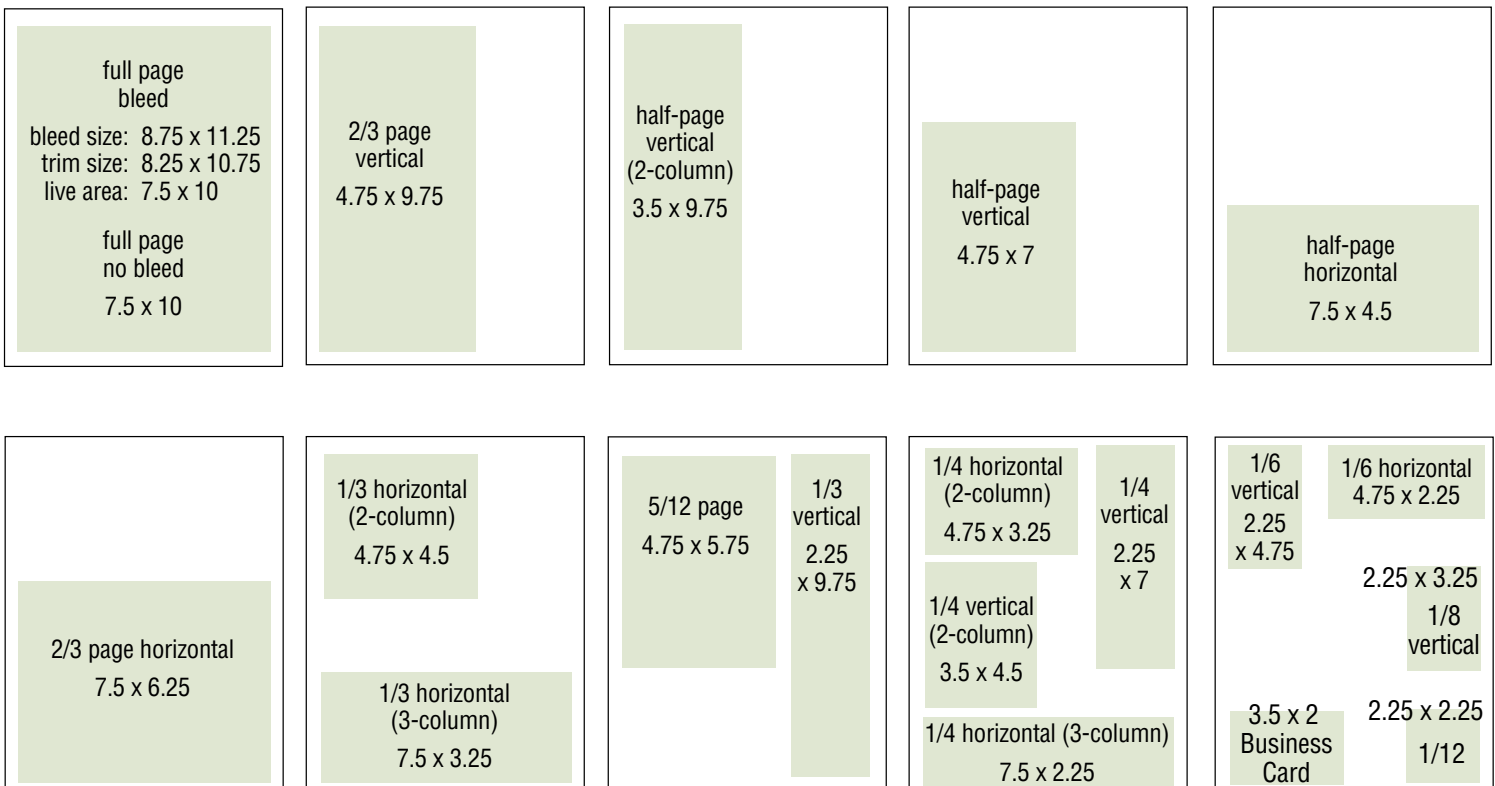 full page
bleed
bleed size: 8.75 x 11.25
trim size: 8.25 x 10.75
live area: 7.5 x 10
full page
no bleed
7.5 x 10
2/3 page
vertical
4.75 x 9.75
half-page
vertical
(2-column)
3.5 x 9.75
half-page
vertical
4.75 x 7
half-page
horizontal
7.5 x 4.5
2/3 page horizontal
7.5 x 6.25
1/3 horizontal
(2-column)
4.75 x 4.5
1/3 horizontal
(3-column)
7.5 x 3.25
5/12 page
4.75 x 5.75
1/3
vertical
2.25
x 9.75
1/4 horizontal
(2-column)
4.75 x 3.25
1/4
vertical
2.25
x 7
1/4 vertical
(2-column)
3.5 x 4.5
1/4 horizontal (3-column)
7.5 x 2.25
1/6
vertical
2.25
x 4.75
1/6 horizontal
4.75 x 2.25
2.25 x 3.25
1/8
vertical
3.5 x 2
Business
Card
2.25 x 2.25
1/12